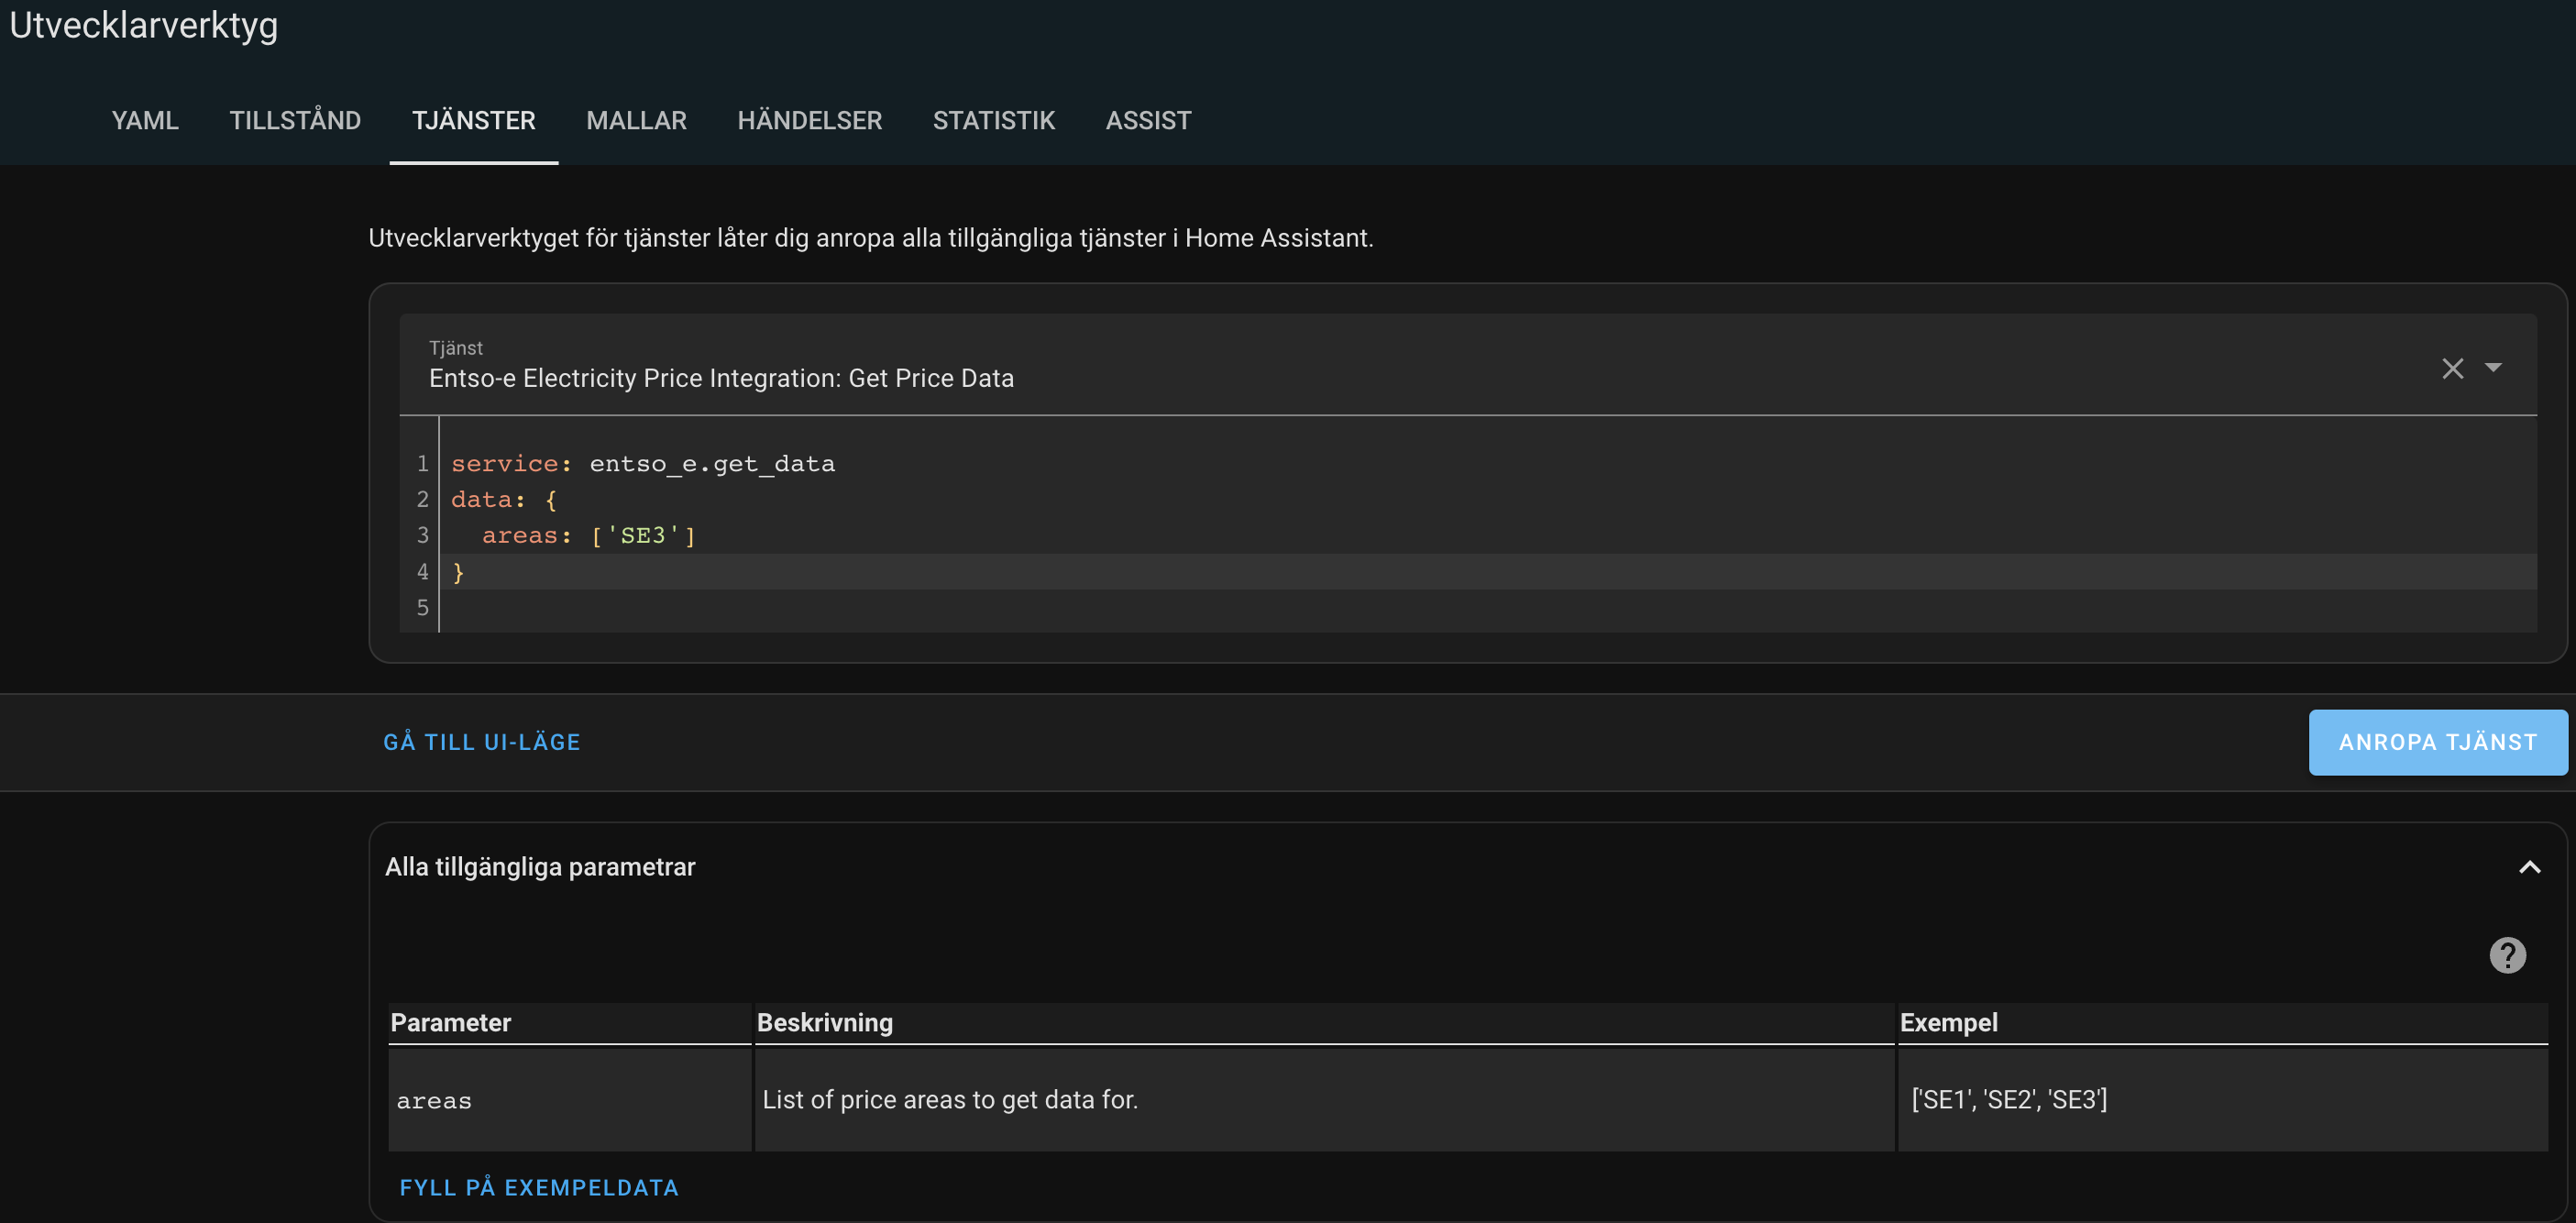 Utvecklarverktyg
YAML TILLSTÅND TJÄNSTER MALLAR HÄNDELSER STATISTIK ASSIST
Utvecklarverktyget för tjänster låter dig anropa alla tillgängliga tjänster i Home Assistant.
Tjänst
Entso-e Electricity Price Integration: Get Price Data
1 service: entso_e.get_data
2 data: {
3   areas: ['SE3']
4 }
5
GÅ TILL UI-LÄGE ANROPA TJÄNST
Alla tillgängliga parametrar
?
Parameter Beskrivning Exempel
areas List of price areas to get data for. ['SE1', 'SE2', 'SE3']
FYLL PÅ EXEMPELDATA